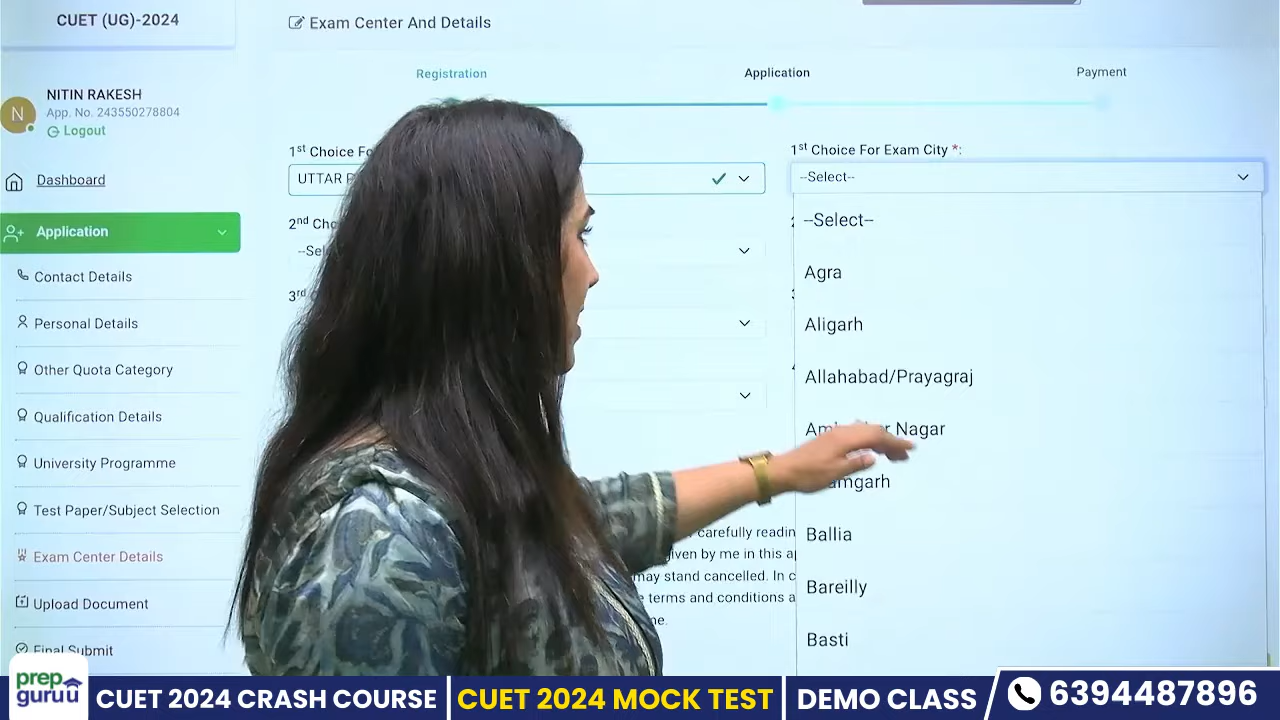 CUET (UG)-2024
Exam Center And Details
NITIN RAKESH
App. No. 243550278804
Logout
Registration
Application
Payment
Dashboard
Application
Contact Details
Personal Details
Other Quota Category
Qualification Details
University Programme
Test Paper/Subject Selection
Exam Center Details
Upload Document
Final Submit
1st Choice
UTTAR
2nd
3rd
1st Choice For Exam City *:
--Select--
--Select--
Agra
Aligarh
Allahabad/Prayagraj
Nagar
Ballia
Bareilly
Basti
carefully
given by me in this
may stand cancelled. In
terms and conditions
me.
prep
guruu
CUET 2024 CRASH COURSE
CUET 2024 MOCK TEST
DEMO CLASS
6394487896